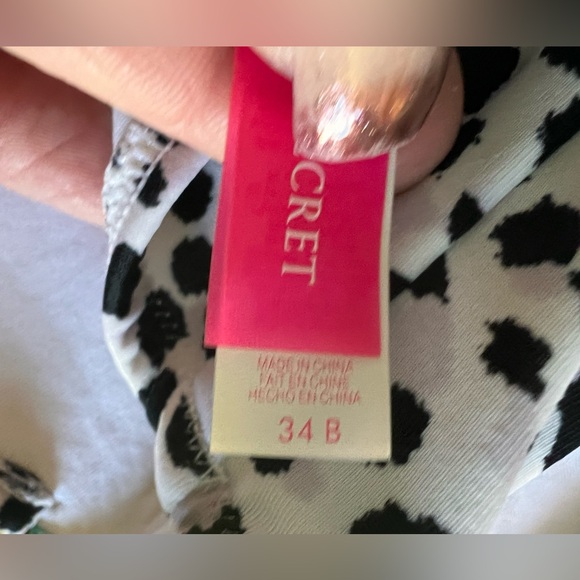 CRET
MADE IN CHINA
FAIT EN CHINE
HECHO EN CHINA
34 B